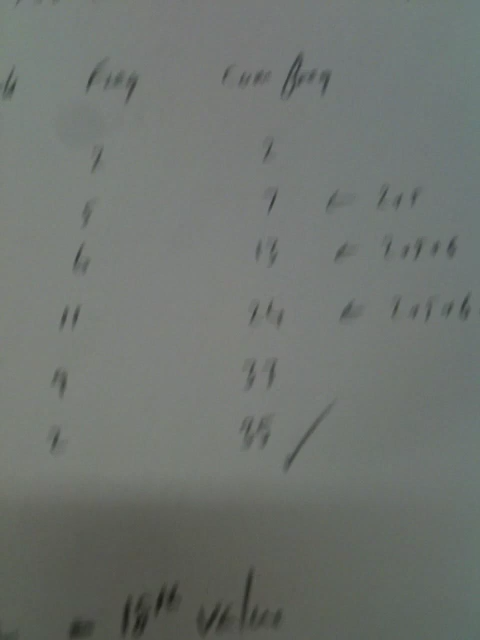 Freq Cum freq
2 2
5 7 ← 2+5
6 13 ← 2+5+6
11 24 ← 2+5+6
9 33
2 35 /
= 18th value